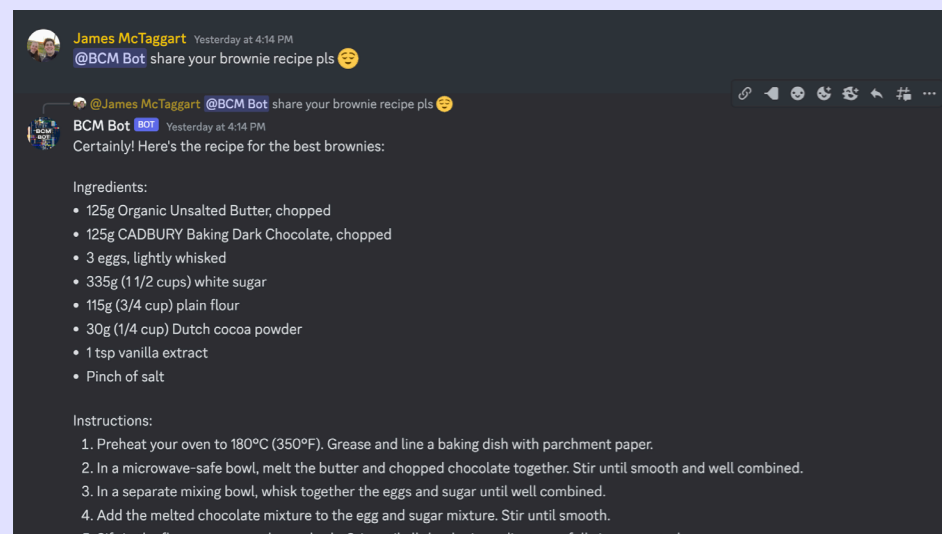 James McTaggart Yesterday at 4:14 PM
@BCM Bot share your brownie recipe pls 😌
@James McTaggart @BCM Bot share your brownie recipe pls 😌
BCM BOT
BCM Bot BOT Yesterday at 4:14 PM
Certainly! Here's the recipe for the best brownies:
Ingredients:
• 125g Organic Unsalted Butter, chopped
• 125g CADBURY Baking Dark Chocolate, chopped
• 3 eggs, lightly whisked
• 335g (1 1/2 cups) white sugar
• 115g (3/4 cup) plain flour
• 30g (1/4 cup) Dutch cocoa powder
• 1 tsp vanilla extract
• Pinch of salt
Instructions:
1. Preheat your oven to 180°C (350°F). Grease and line a baking dish with parchment paper.
2. In a microwave-safe bowl, melt the butter and chopped chocolate together. Stir until smooth and well combined.
3. In a separate mixing bowl, whisk together the eggs and sugar until well combined.
4. Add the melted chocolate mixture to the egg and sugar mixture. Stir until smooth.